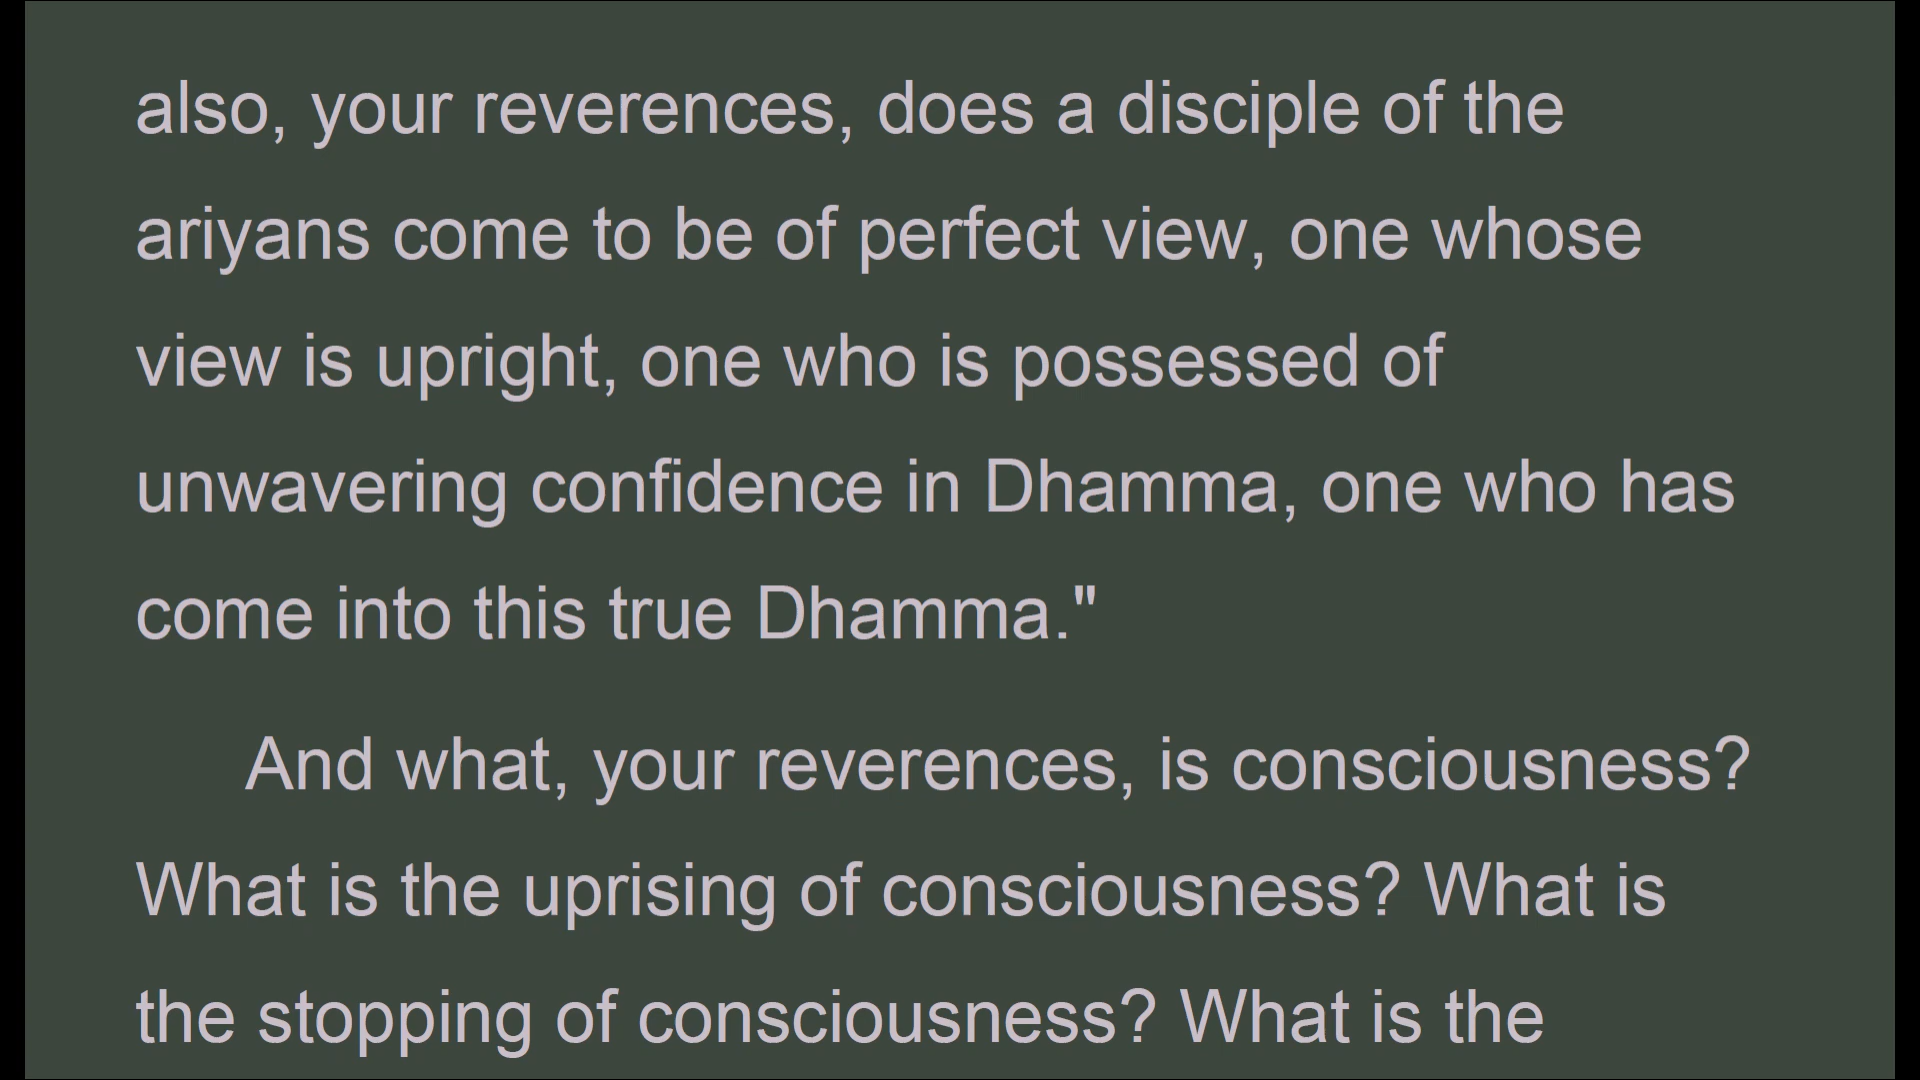 also, your reverences, does a disciple of the
ariyans come to be of perfect view, one whose
view is upright, one who is possessed of
unwavering confidence in Dhamma, one who has
come into this true Dhamma."
And what, your reverences, is consciousness?
What is the uprising of consciousness? What is
the stopping of consciousness? What is the